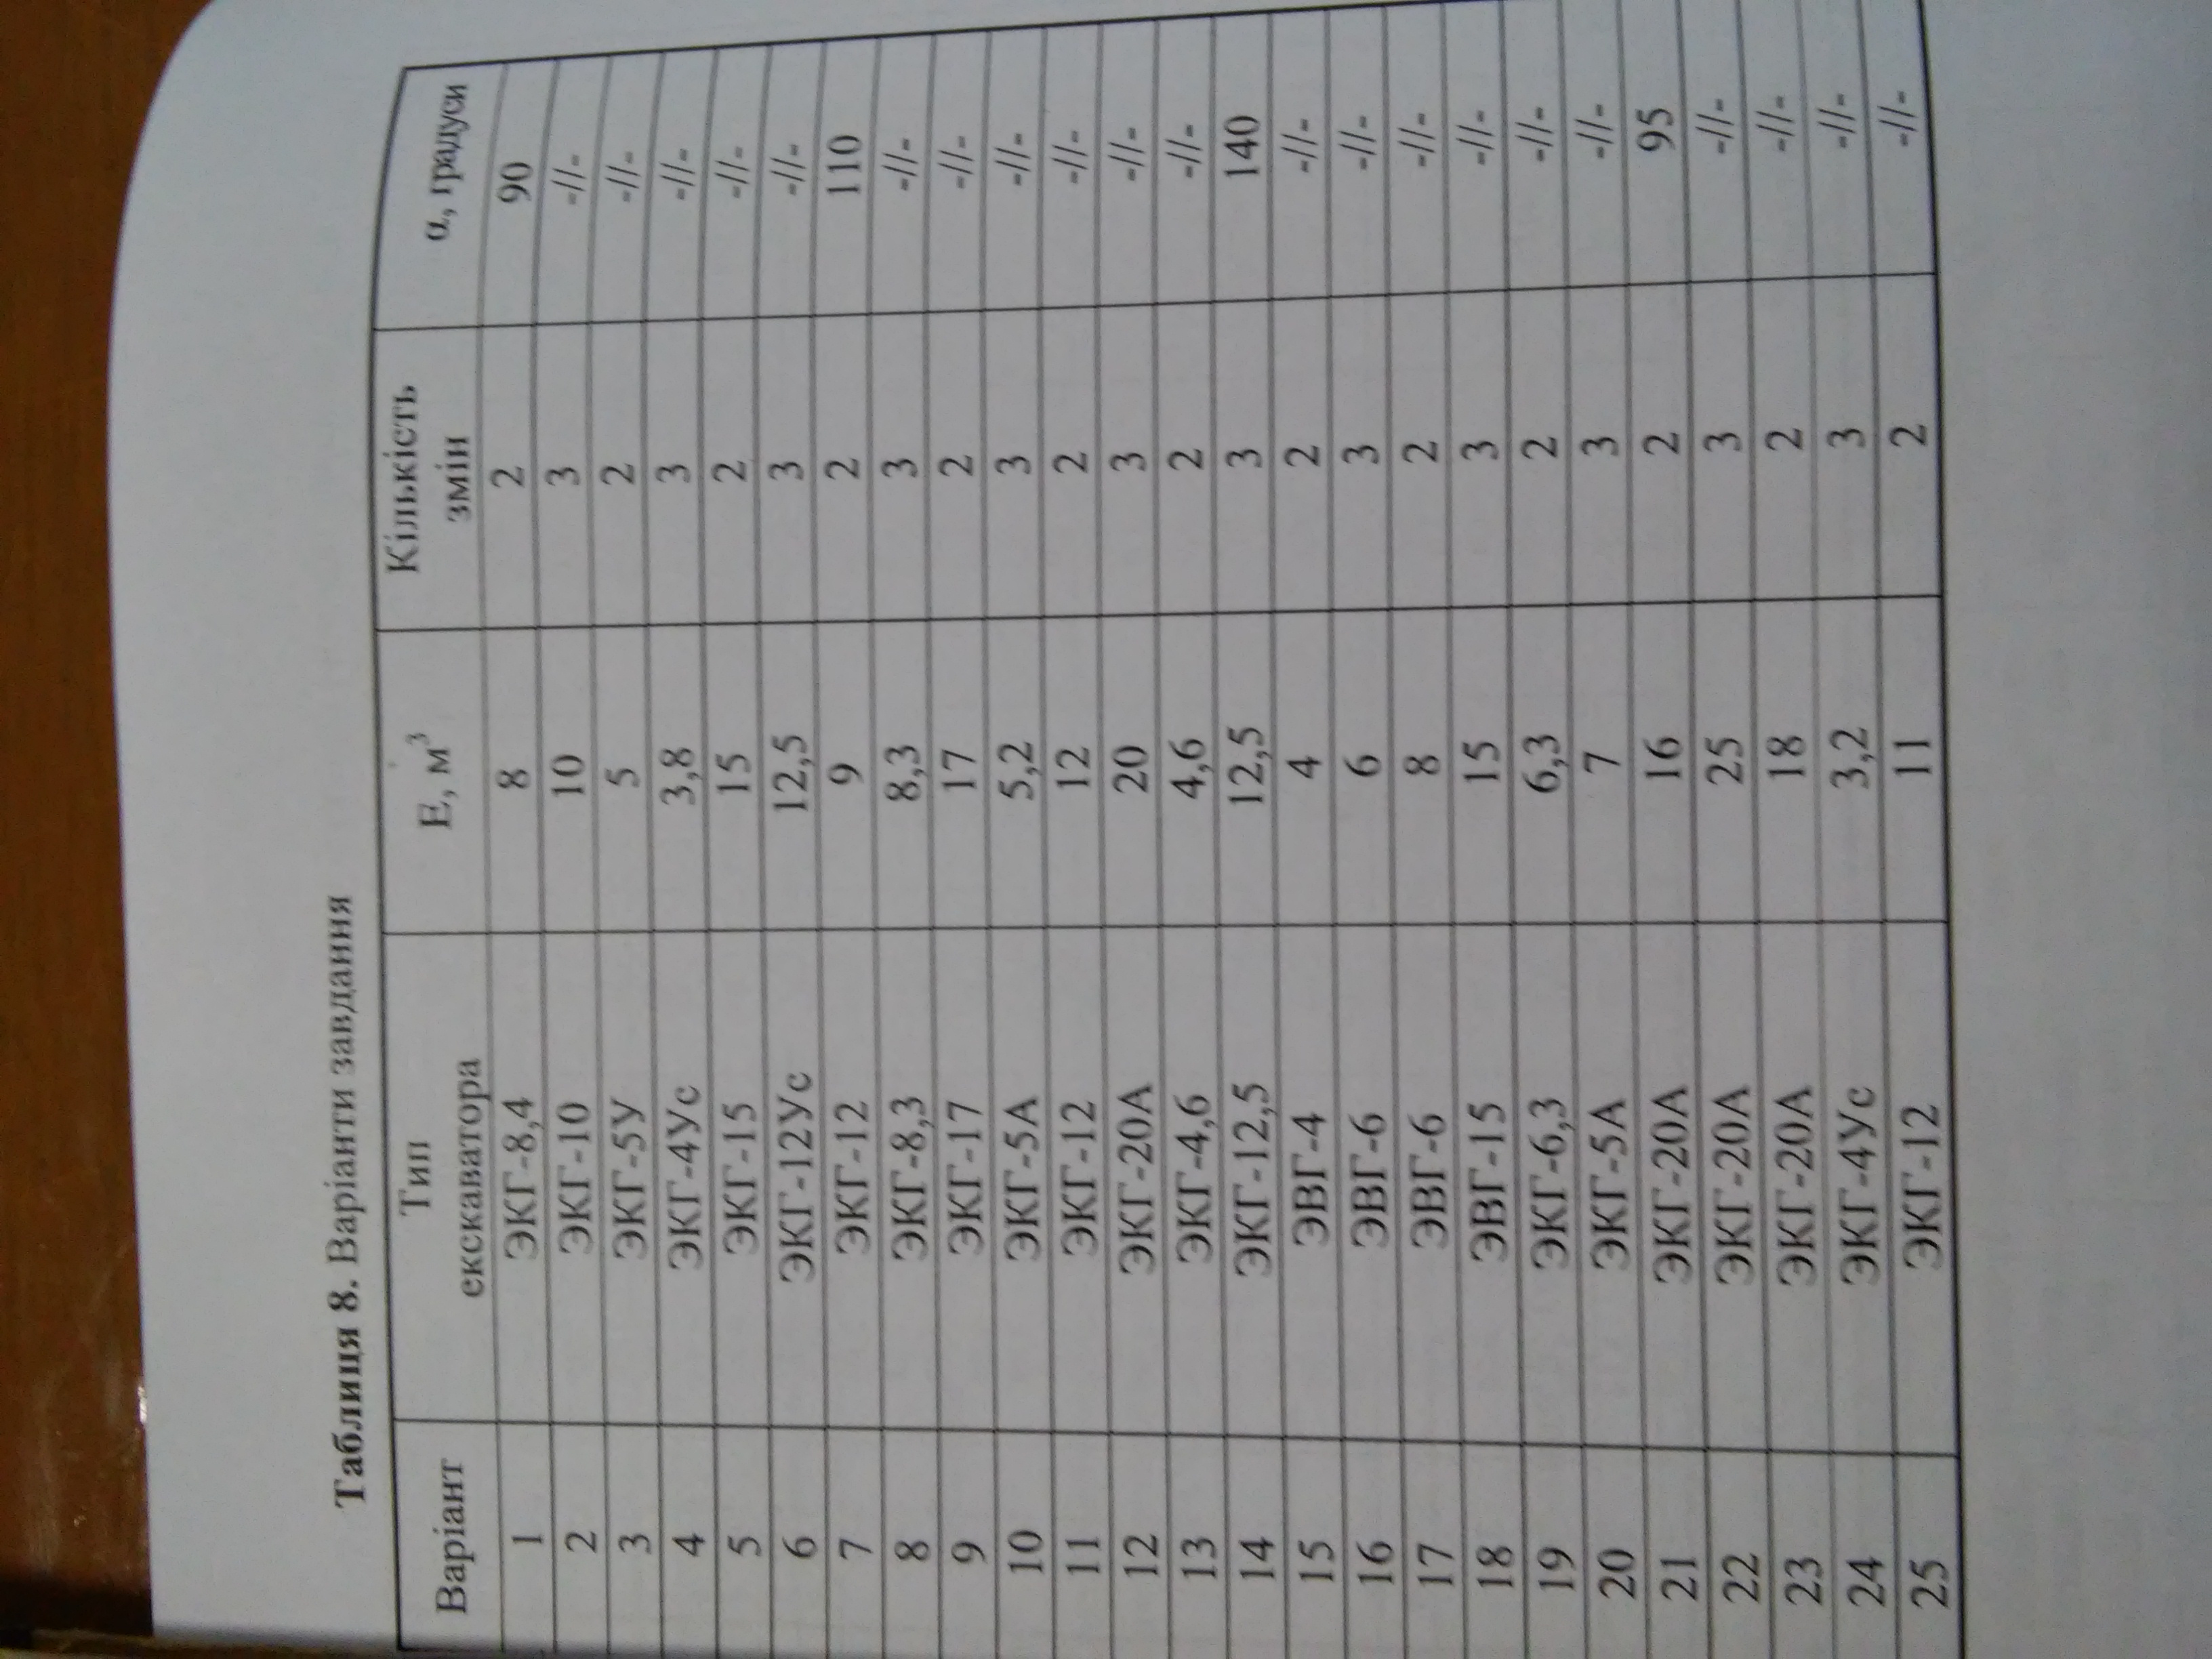 Таблиця 8. Варіанти завдання
Варіант Тип екскаватора Е, м³ Кількість змін α, градуси
1 ЭКГ-8,4 8 2 90
2 ЭКГ-10 10 3 -//-
3 ЭКГ-5У 5 2 -//-
4 ЭКГ-4Ус 3,8 3 -//-
5 ЭКГ-15 15 2 -//-
6 ЭКГ-12Ус 12,5 3 -//-
7 ЭКГ-12 9 2 110
8 ЭКГ-8,3 8,3 3 -//-
9 ЭКГ-17 17 2 -//-
10 ЭКГ-5А 5,2 3 -//-
11 ЭКГ-12 12 2 -//-
12 ЭКГ-20А 20 3 -//-
13 ЭКГ-4,6 4,6 2 -//-
14 ЭКГ-12,5 12,5 3 140
15 ЭВГ-4 4 2 -//-
16 ЭВГ-6 6 3 -//-
17 ЭВГ-6 8 2 -//-
18 ЭВГ-15 15 3 -//-
19 ЭКГ-6,3 6,3 2 -//-
20 ЭКГ-5А 7 3 -//-
21 ЭКГ-20А 16 2 95
22 ЭКГ-20А 25 3 -//-
23 ЭКГ-20А 18 2 -//-
24 ЭКГ-4Ус 3,2 3 -//-
25 ЭКГ-12 11 2 -//-